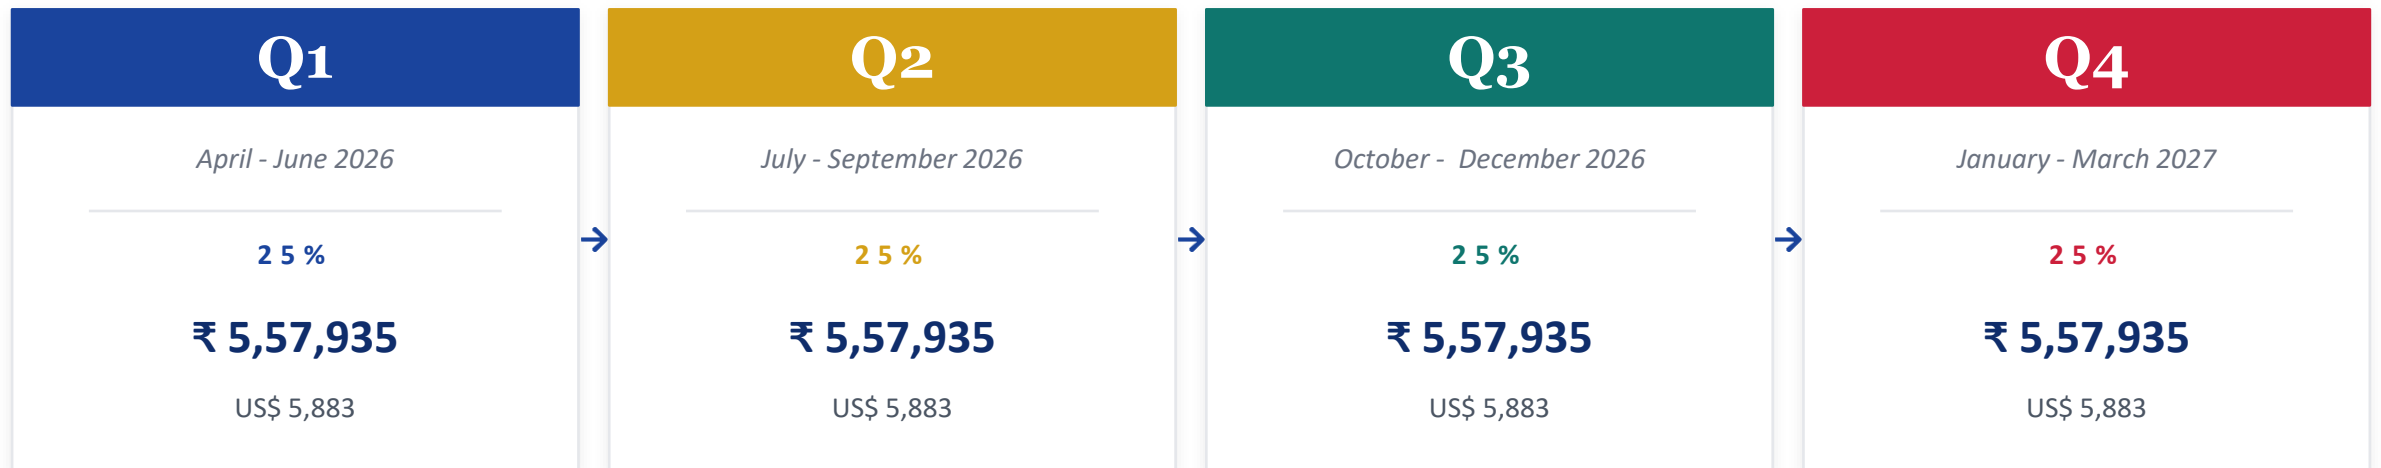 Q1
April - June 2026
25%
₹ 5,57,935
US$ 5,883
Q2
July - September 2026
25%
₹ 5,57,935
US$ 5,883
Q3
October -  December 2026
25%
₹ 5,57,935
US$ 5,883
Q4
January - March 2027
25%
₹ 5,57,935
US$ 5,883